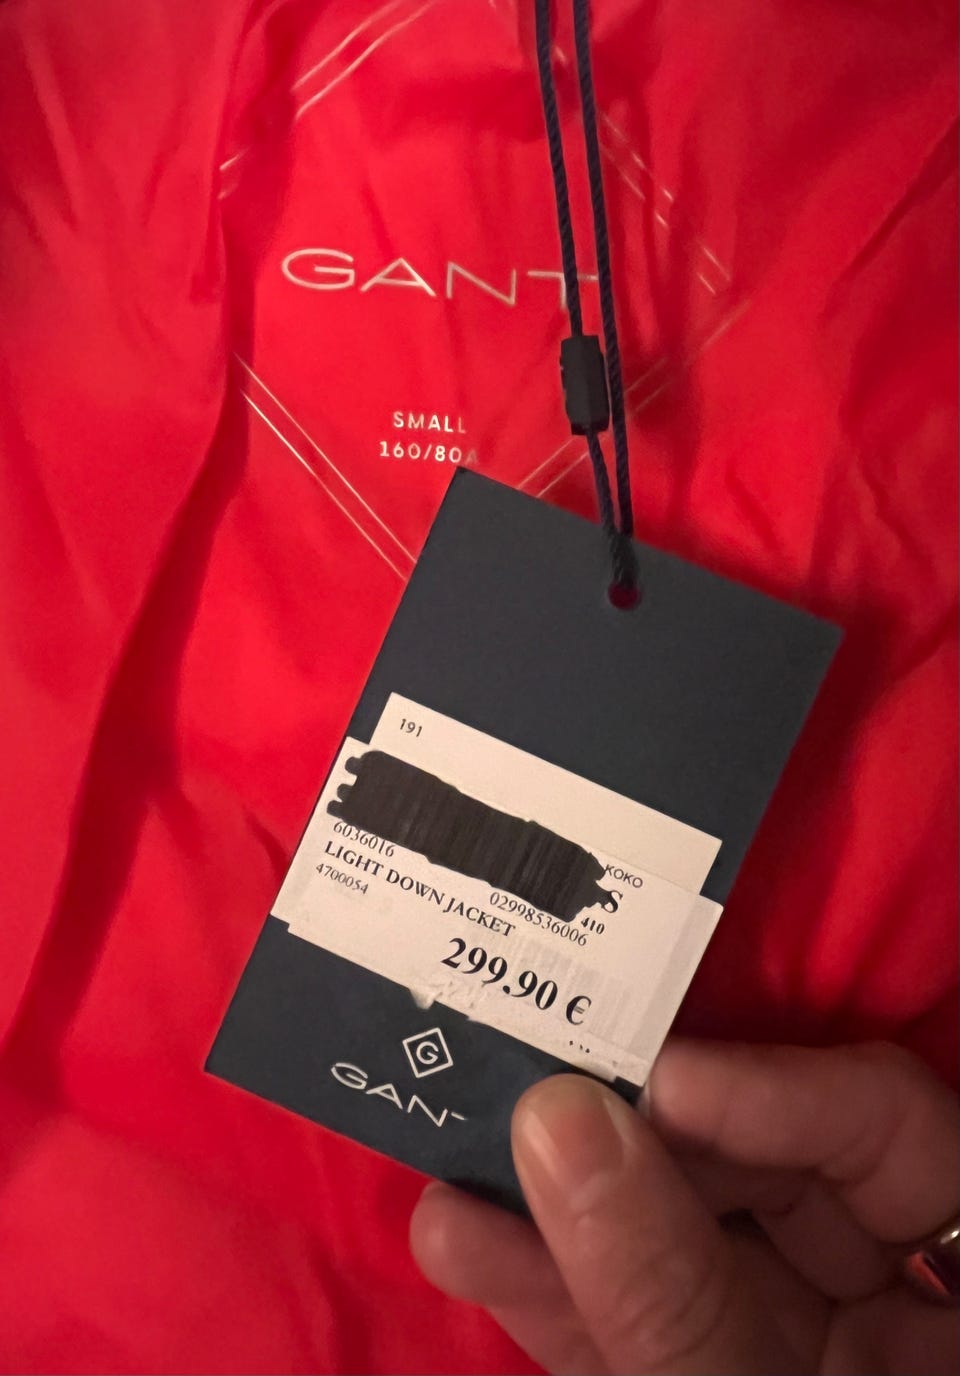 GANT
SMALL
160/80A
191
KOKO
6036016
S
LIGHT DOWN JACKET
02998536006
410
4700054
299.90 €
G
GANT